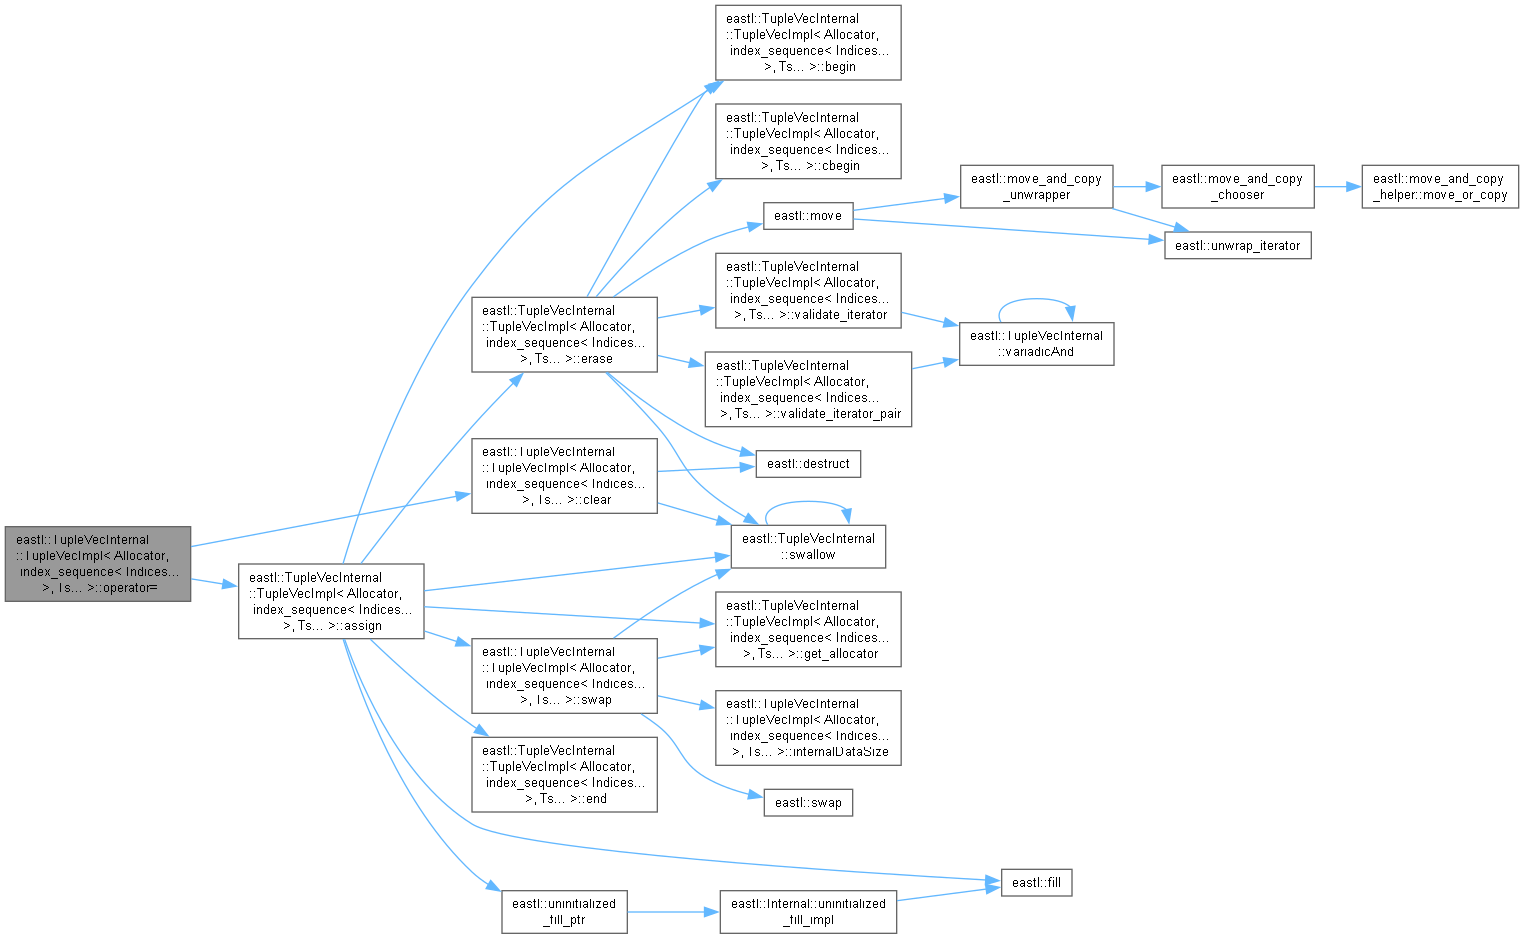 eastl::TupleVecInternal
::TupleVecImpl< Allocator,
index_sequence< Indices...
>, Ts... >::operator=
eastl::TupleVecInternal
::TupleVecImpl< Allocator,
index_sequence< Indices...
>, Ts... >::assign
eastl::TupleVecInternal
::TupleVecImpl< Allocator,
index_sequence< Indices...
>, Ts... >::erase
eastl::TupleVecInternal
::TupleVecImpl< Allocator,
index_sequence< Indices...
>, Ts... >::clear
eastl::TupleVecInternal
::TupleVecImpl< Allocator,
index_sequence< Indices...
>, Ts... >::swap
eastl::TupleVecInternal
::TupleVecImpl< Allocator,
index_sequence< Indices...
>, Ts... >::end
eastl::uninitialized
_fill_ptr
eastl::TupleVecInternal
::TupleVecImpl< Allocator,
index_sequence< Indices...
>, Ts... >::begin
eastl::TupleVecInternal
::TupleVecImpl< Allocator,
index_sequence< Indices...
>, Ts... >::cbegin
eastl::move
eastl::TupleVecInternal
::TupleVecImpl< Allocator,
index_sequence< Indices...
>, Ts... >::validate_iterator
eastl::TupleVecInternal
::TupleVecImpl< Allocator,
index_sequence< Indices...
>, Ts... >::validate_iterator_pair
eastl::destruct
eastl::TupleVecInternal
::swallow
eastl::TupleVecInternal
::TupleVecImpl< Allocator,
index_sequence< Indices...
>, Ts... >::get_allocator
eastl::TupleVecInternal
::TupleVecImpl< Allocator,
index_sequence< Indices...
>, Ts... >::internalDataSize
eastl::swap
eastl::Internal::uninitialized
_fill_impl
eastl::move_and_copy
_unwrapper
eastl::TupleVecInternal
::variadicAnd
eastl::fill
eastl::move_and_copy
_chooser
eastl::unwrap_iterator
eastl::move_and_copy
_helper::move_or_copy